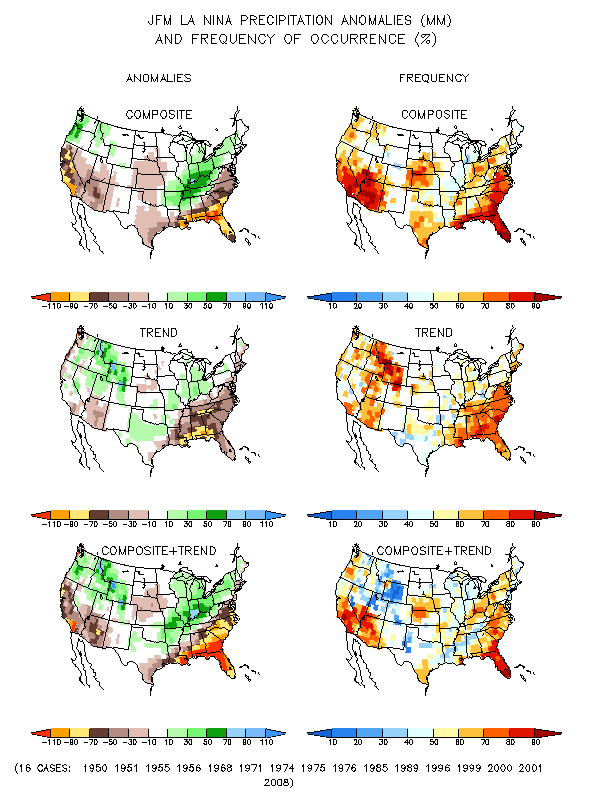 JFM LA NINA PRECIPITATION ANOMALIES (MM)
AND FREQUENCY OF OCCURRENCE (%)
ANOMALIES FREQUENCY
COMPOSITE COMPOSITE
-110 -90 -70 -50 -30 -10 10 30 50 70 90 110 10 20 30 40 50 60 70 80 90
TREND TREND
-110 -90 -70 -50 -30 -10 10 30 50 70 90 110 10 20 30 40 50 60 70 80 90
COMPOSITE+TREND COMPOSITE+TREND
-110 -90 -70 -50 -30 -10 10 30 50 70 90 110 10 20 30 40 50 60 70 80 90
(16 CASES: 1950 1951 1955 1956 1968 1971 1974 1975 1976 1985 1989 1996 1999 2000 2001
2008)